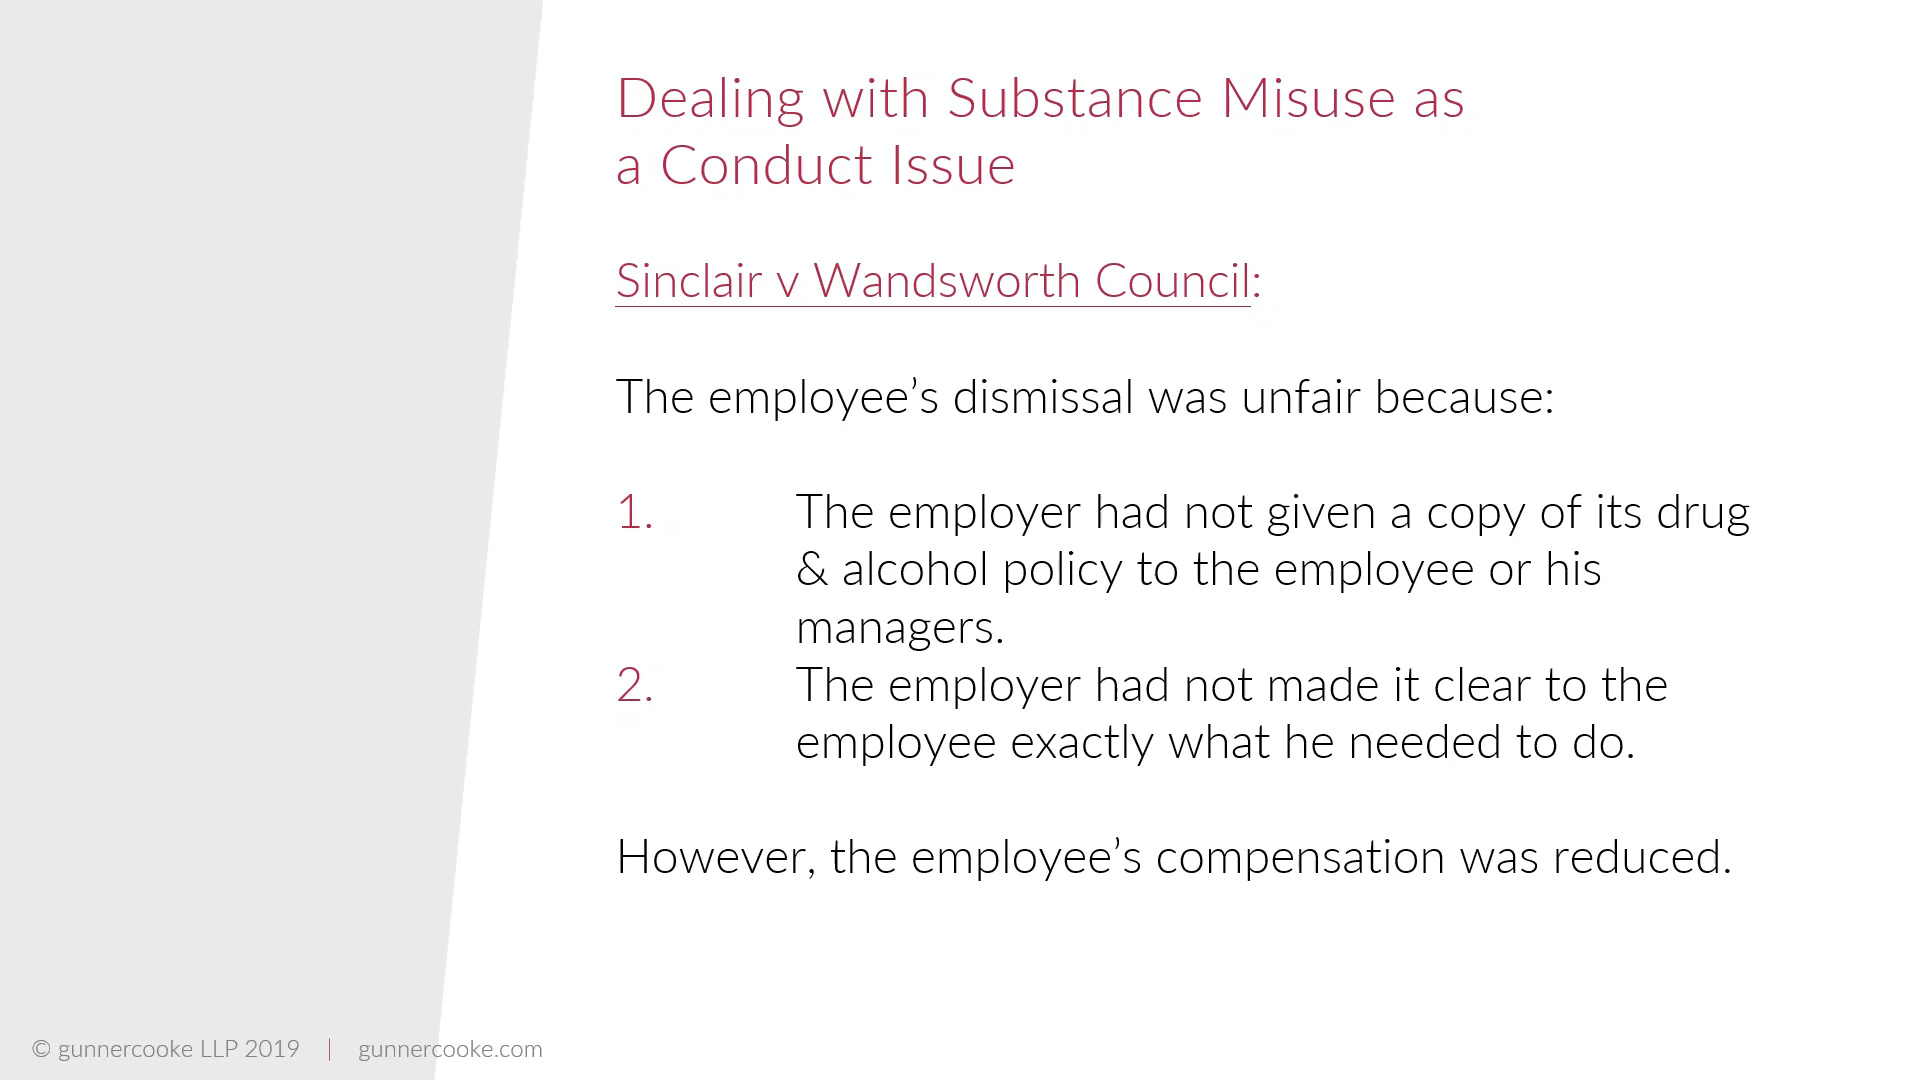 Dealing with Substance Misuse as
a Conduct Issue
Sinclair v Wandsworth Council:
The employee’s dismissal was unfair because:
1. The employer had not given a copy of its drug
& alcohol policy to the employee or his
managers.
2. The employer had not made it clear to the
employee exactly what he needed to do.
However, the employee’s compensation was reduced.
© gunnercooke LLP 2019 | gunnercooke.com